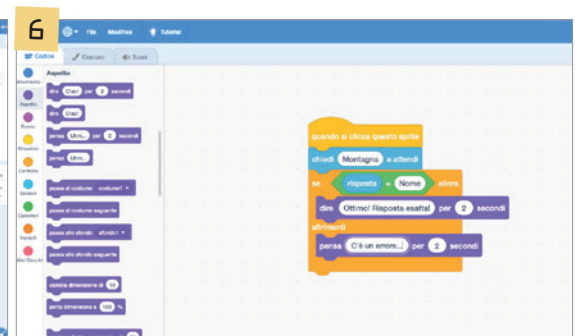 6
File Modifica Tutorial
Codice Costumi Suoni
Aspetto
Movimento
dire Ciao! per 2 secondi
Aspetto
dire Ciao!
Suono
pensa Uhm... per 2 secondi
Situazioni
pensa Uhm...
Controllo
Sensori
passa al costume costume1
Operatori
passa al costume seguente
Variabili
passa allo sfondo sfondo1
passa allo sfondo seguente
cambia dimensione di 10
porta dimensione a 100 %
quando si clicca questo sprite
chiedi Montagna e attendi
se risposta = Nome allora
dire Ottimo! Risposta esatta! per 2 secondi
altrimenti
pensa C'è un errore... per 2 secondi